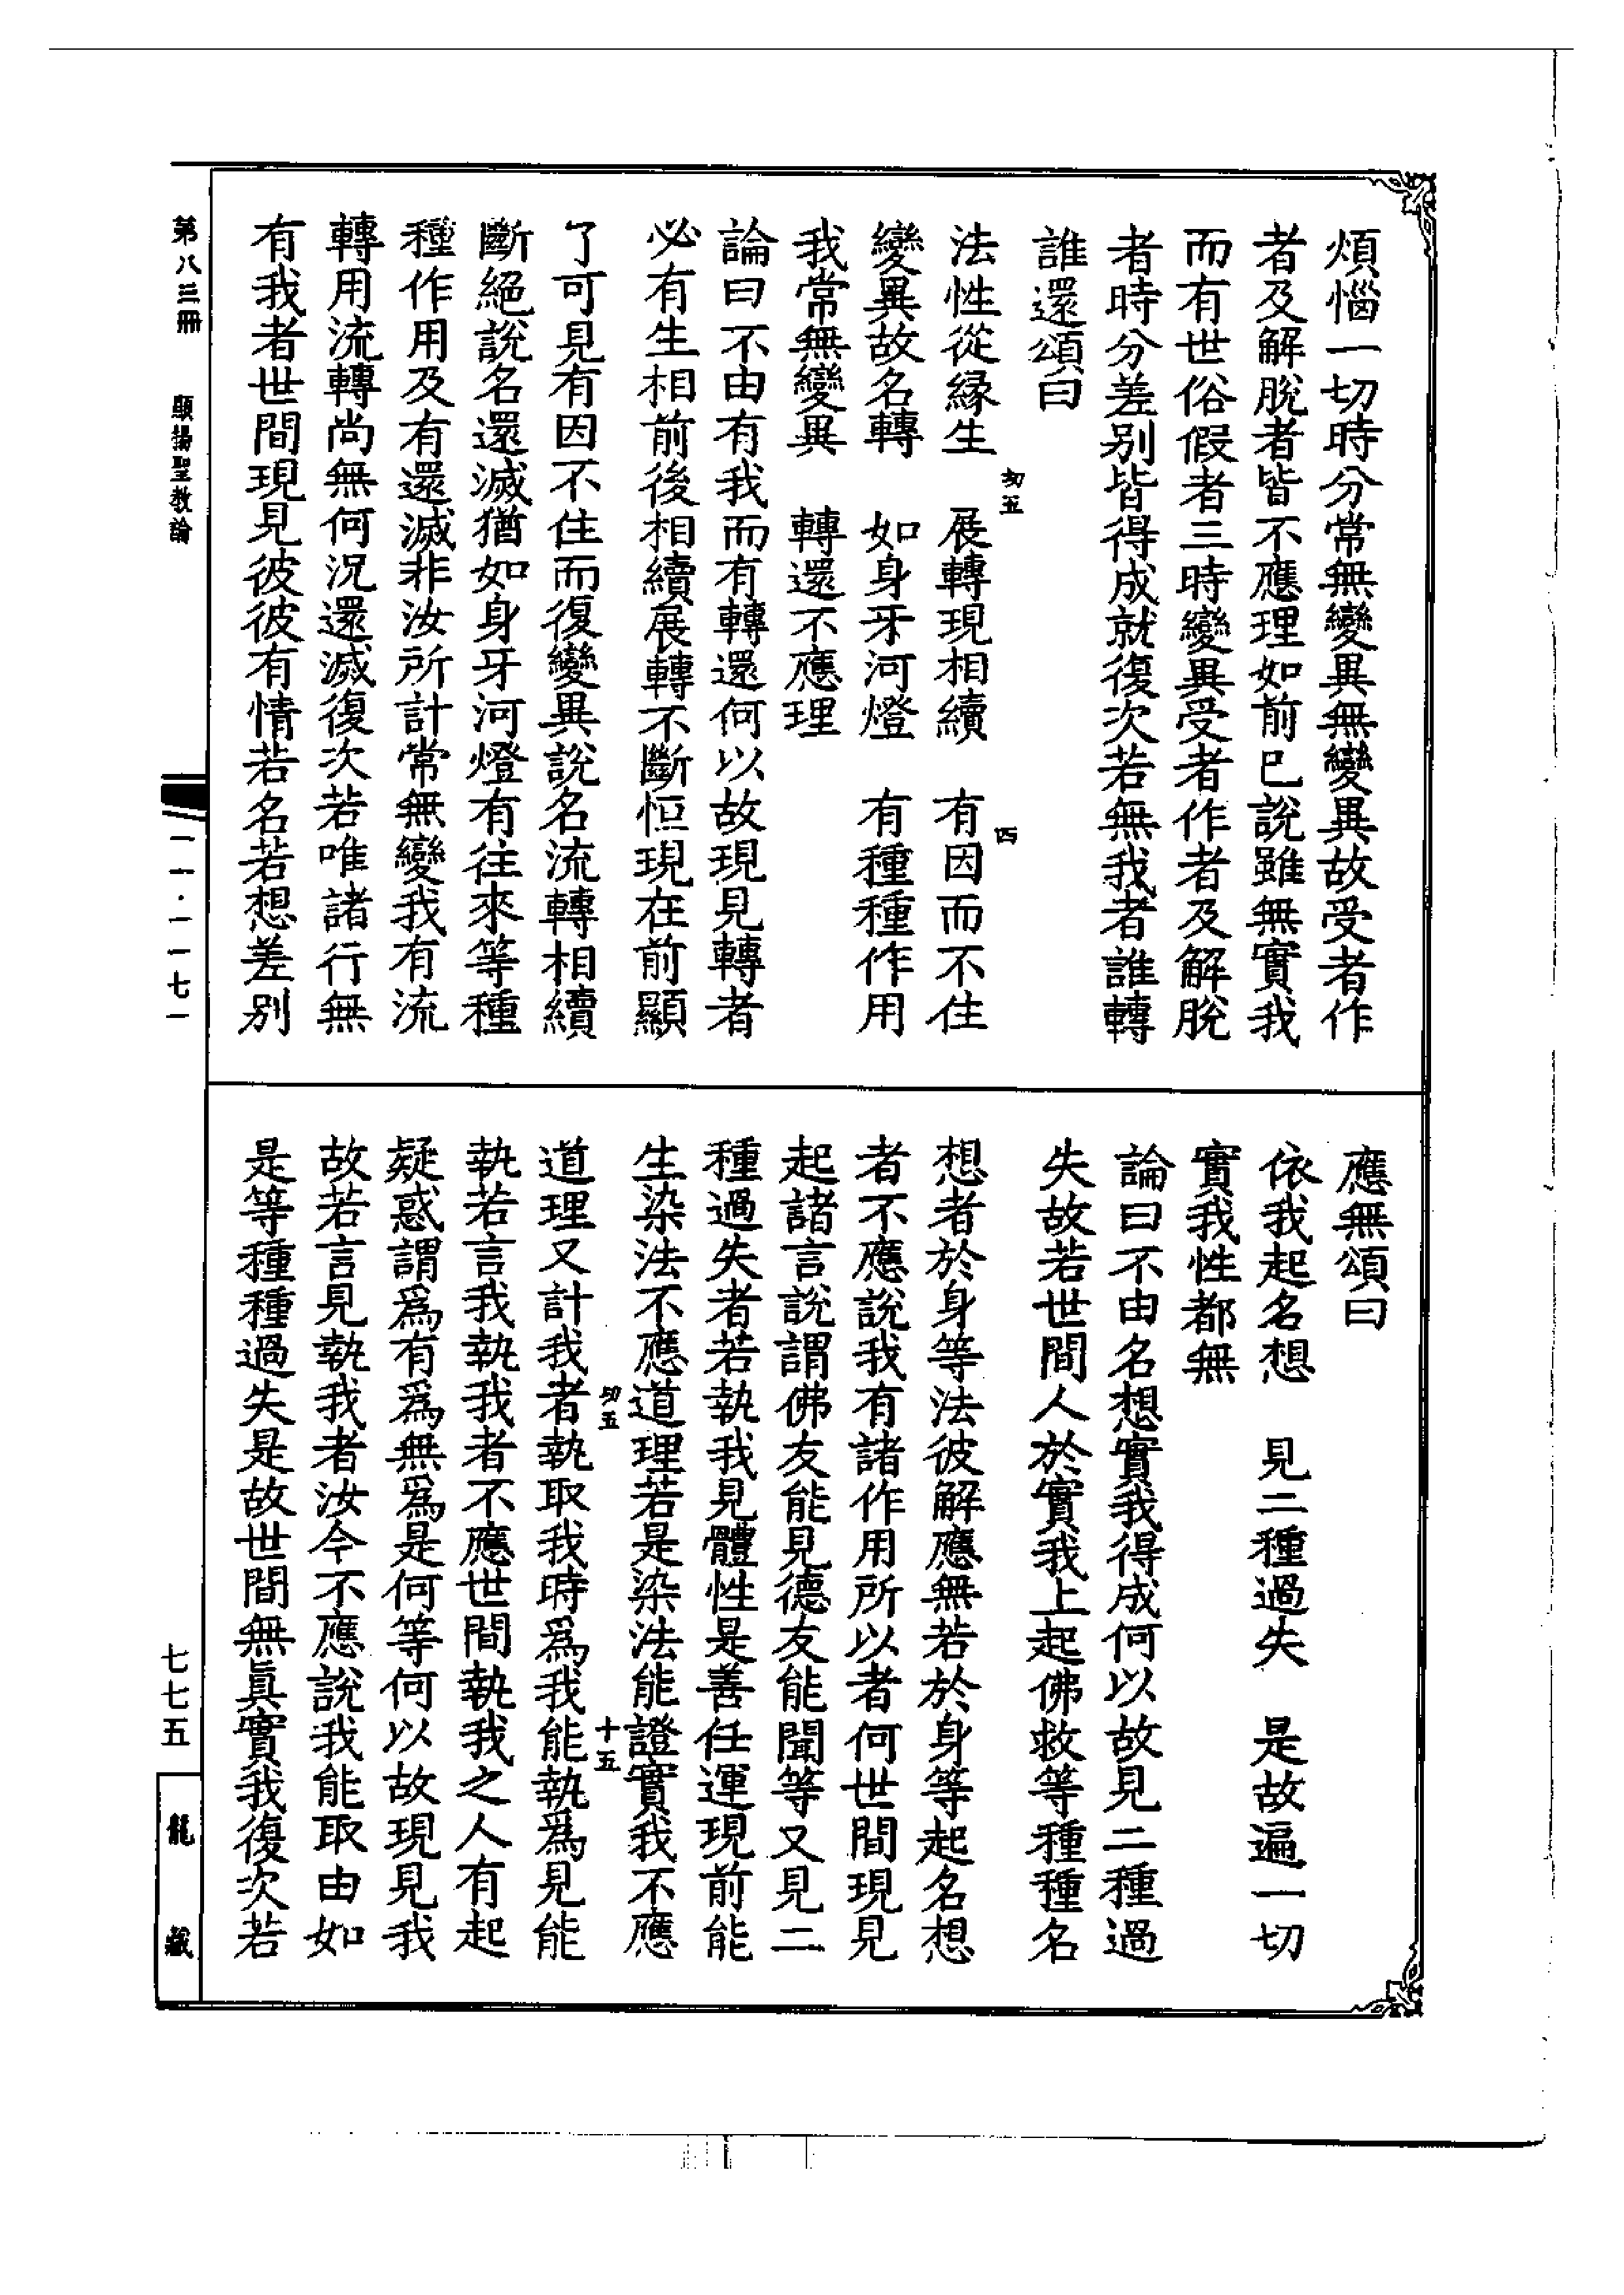 煩惱一切時分常無變異無變異故受者作
者及解脫者皆不應理如前已說雖無實我
而有世俗假者三時變異受者作者及解脫
者時分差别皆得成就復次若無我者誰轉
誰還頌曰
法性從緣生　展轉現相續　有因而不住
變異故名轉　如身牙河燈　有種種作用
我常無變異　轉還不應理
論曰不由有我而有轉還何以故現見轉者
必有生相前後相續展轉不斷恒現在前顯
了可見有因不住而復變異說名流轉相續
斷絕說名還滅猶如身牙河燈有往來等種
種作用及有還滅非汝所計常無變我有流
轉用流轉尚無何況還滅復次若唯諸行無
有我者世間現見彼彼有情若名若想差别
應無頌曰
依我起名想　見二種過失　是故遍一切
實我性都無
論曰不由名想實我得成何以故見二種過
失故若世間人於實我上起佛救等種種名
想者於身等法彼解應無若於身等起名想
者不應說我有諸作用所以者何世間現見
起諸言說謂佛友能見德友能聞等又見二
種過失者若執我見體性是善任運現前能
生染法不應道理若是染法能證實我不應
道理又計我者執取我時爲我能執爲見能
執若言我執我者不應世間執我之人有起
疑惑謂爲有爲無爲是何等何以故現見我
故若言見執我者汝今不應說我能取由如
是等種種過失是故世間無眞實我復次若
五
四
五
十五
第八三冊　顯揚聖教論
一一·一一七一
七七五
龍藏